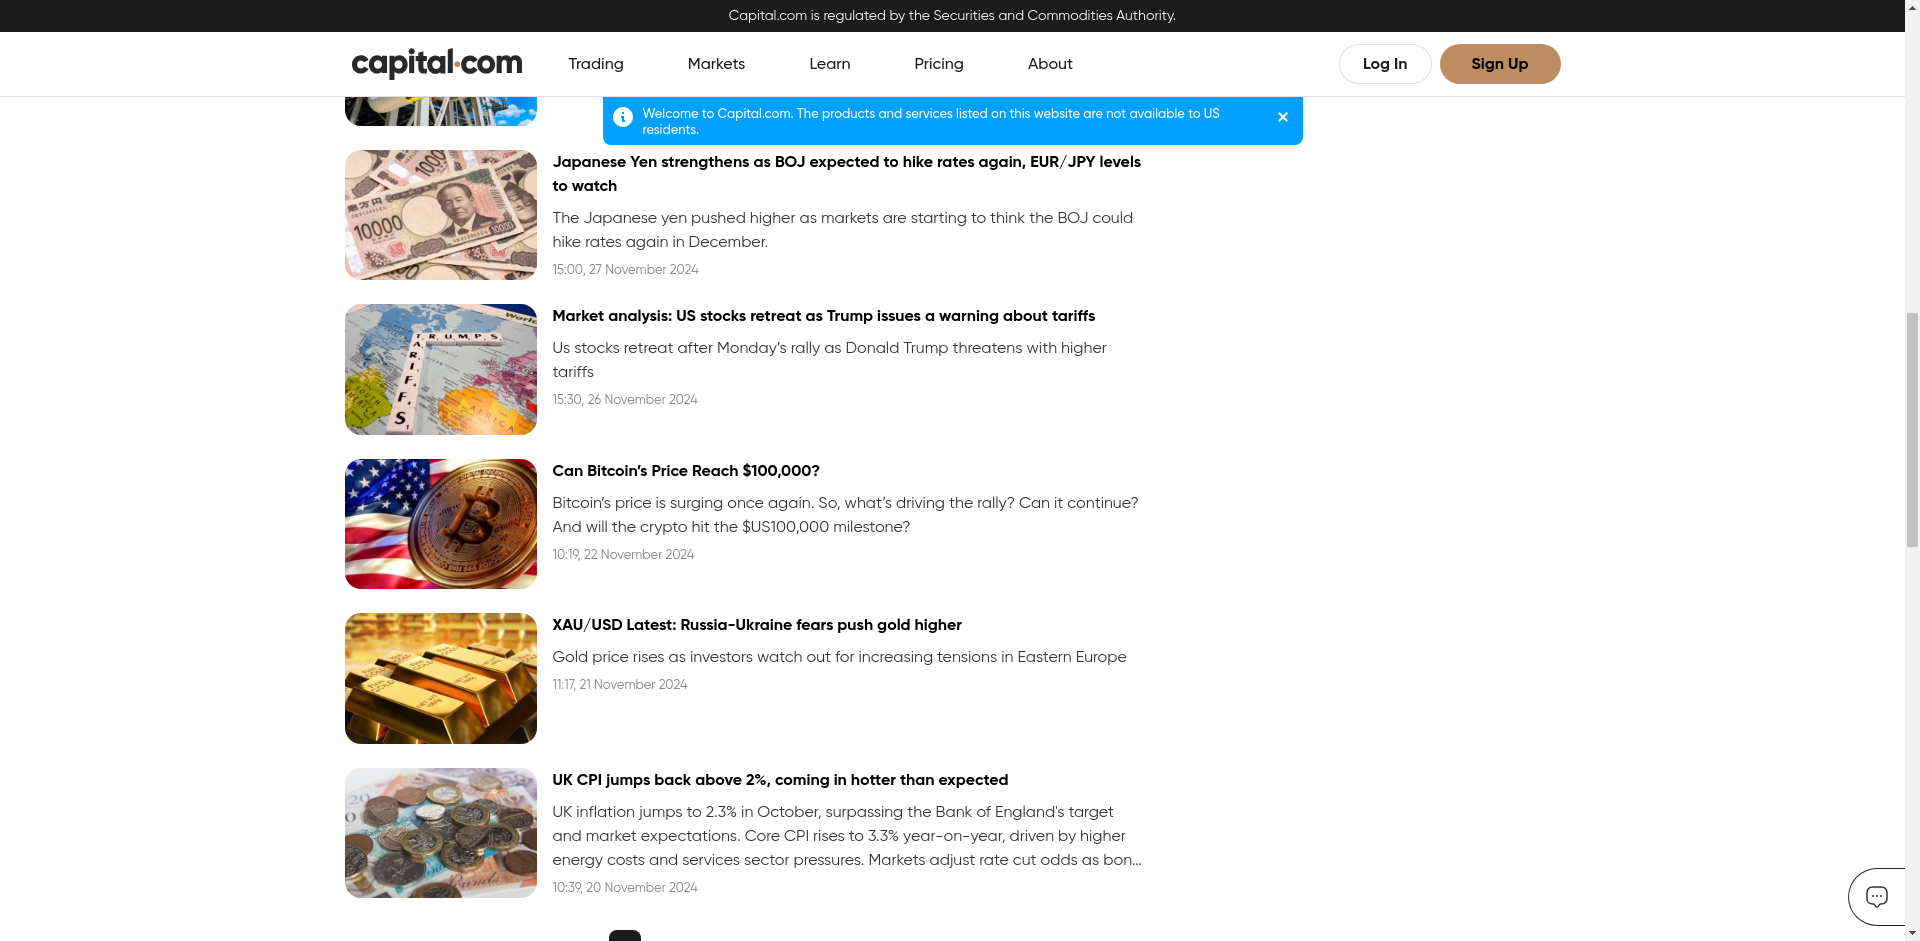 Capital.com is regulated by the Securities and Commodities Authority.
capital.com
Trading
Markets
Learn
Pricing
About
Log In
Sign Up
Welcome to Capital.com. The products and services listed on this website are not available to US
residents.
Japanese Yen strengthens as BOJ expected to hike rates again, EUR/JPY levels
to watch
The Japanese yen pushed higher as markets are starting to think the BOJ could
hike rates again in December.
15:00, 27 November 2024
10000
1000
TRUMPS
TARIFFS
Market analysis: US stocks retreat as Trump issues a warning about tariffs
Us stocks retreat after Monday’s rally as Donald Trump threatens with higher
tariffs
15:30, 26 November 2024
Can Bitcoin’s Price Reach $100,000?
Bitcoin’s price is surging once again. So, what’s driving the rally? Can it continue?
And will the crypto hit the $US100,000 milestone?
10:19, 22 November 2024
XAU/USD Latest: Russia-Ukraine fears push gold higher
Gold price rises as investors watch out for increasing tensions in Eastern Europe
11:17, 21 November 2024
UK CPI jumps back above 2%, coming in hotter than expected
UK inflation jumps to 2.3% in October, surpassing the Bank of England's target
and market expectations. Core CPI rises to 3.3% year-on-year, driven by higher
energy costs and services sector pressures. Markets adjust rate cut odds as bon...
10:39, 20 November 2024